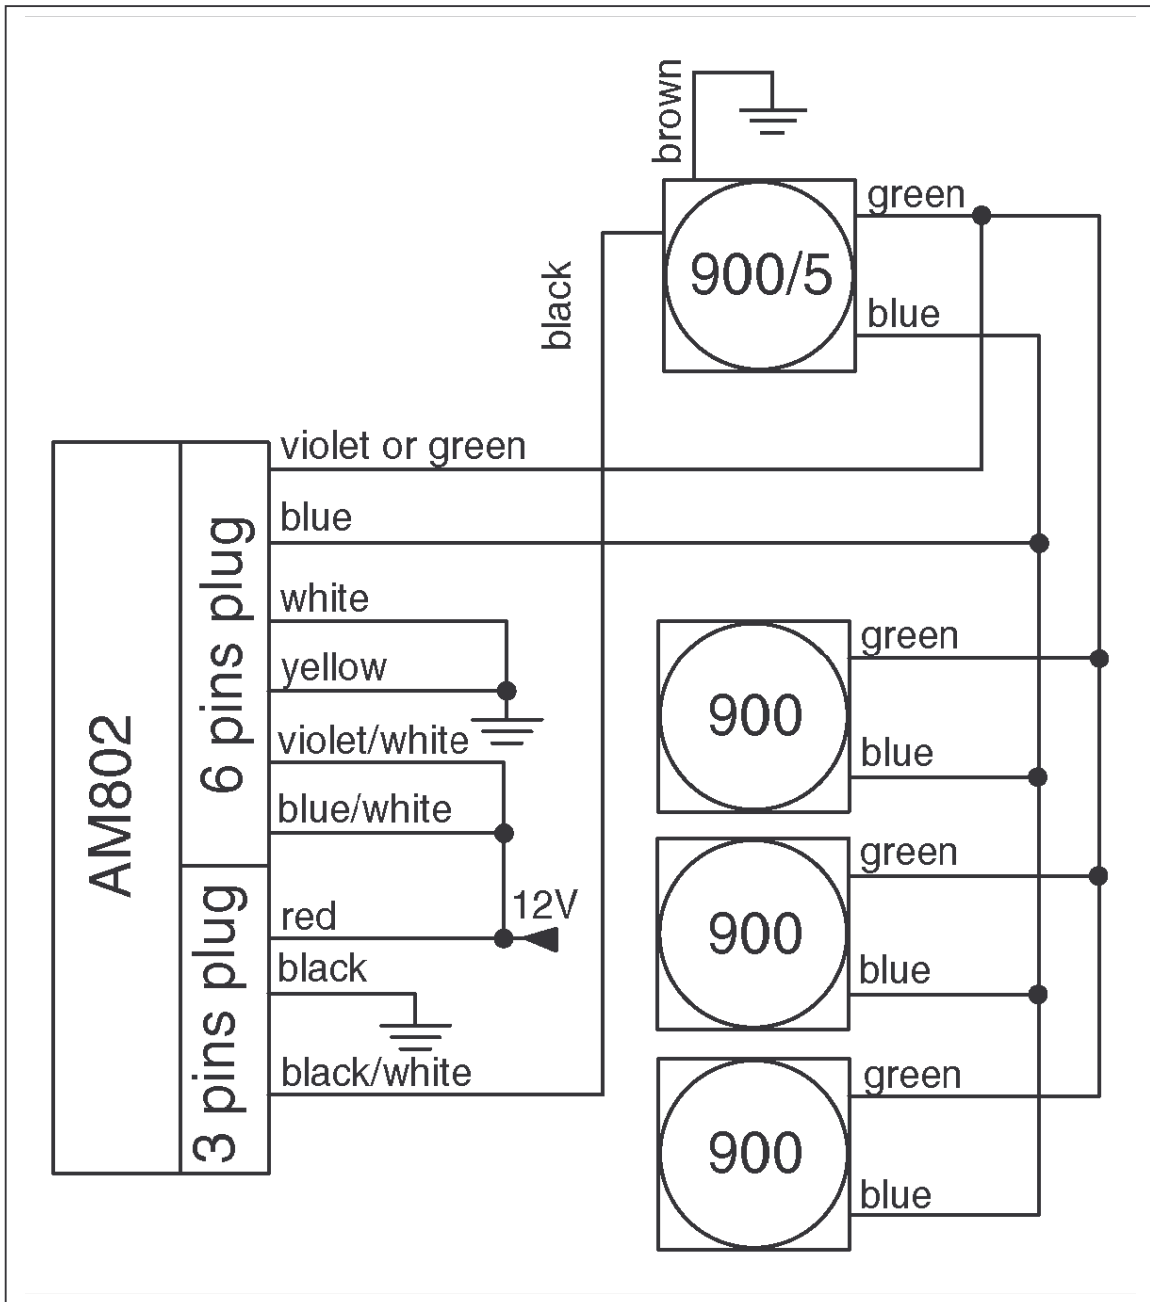 brown
green
900/5
black
blue
violet or green
blue
6 pins plug
white
green
yellow
900
AM802
violet/white
blue
blue/white
green
12V
red
900
3 pins plug
black
blue
black/white
green
900
blue